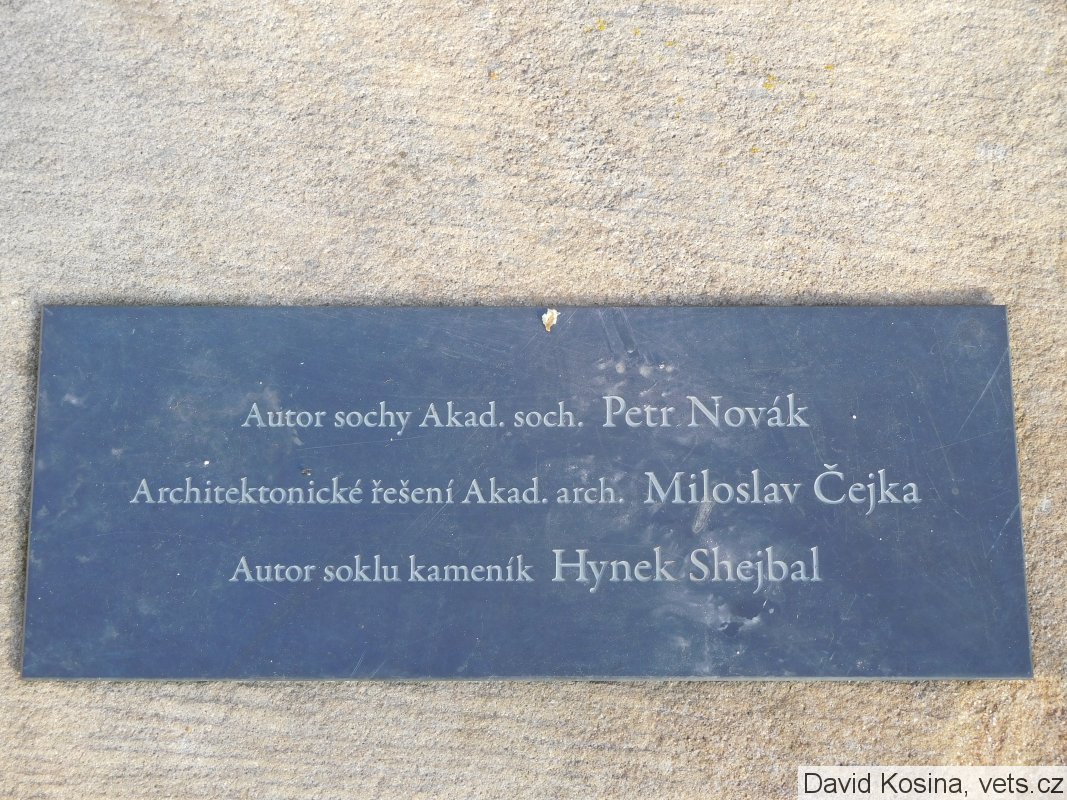 Autor sochy Akad. soch. Petr Novák
Architektonické řešení Akad. arch. Miloslav Čejka
Autor soklu kameník Hynek Shejbal
David Kosina, vets.cz